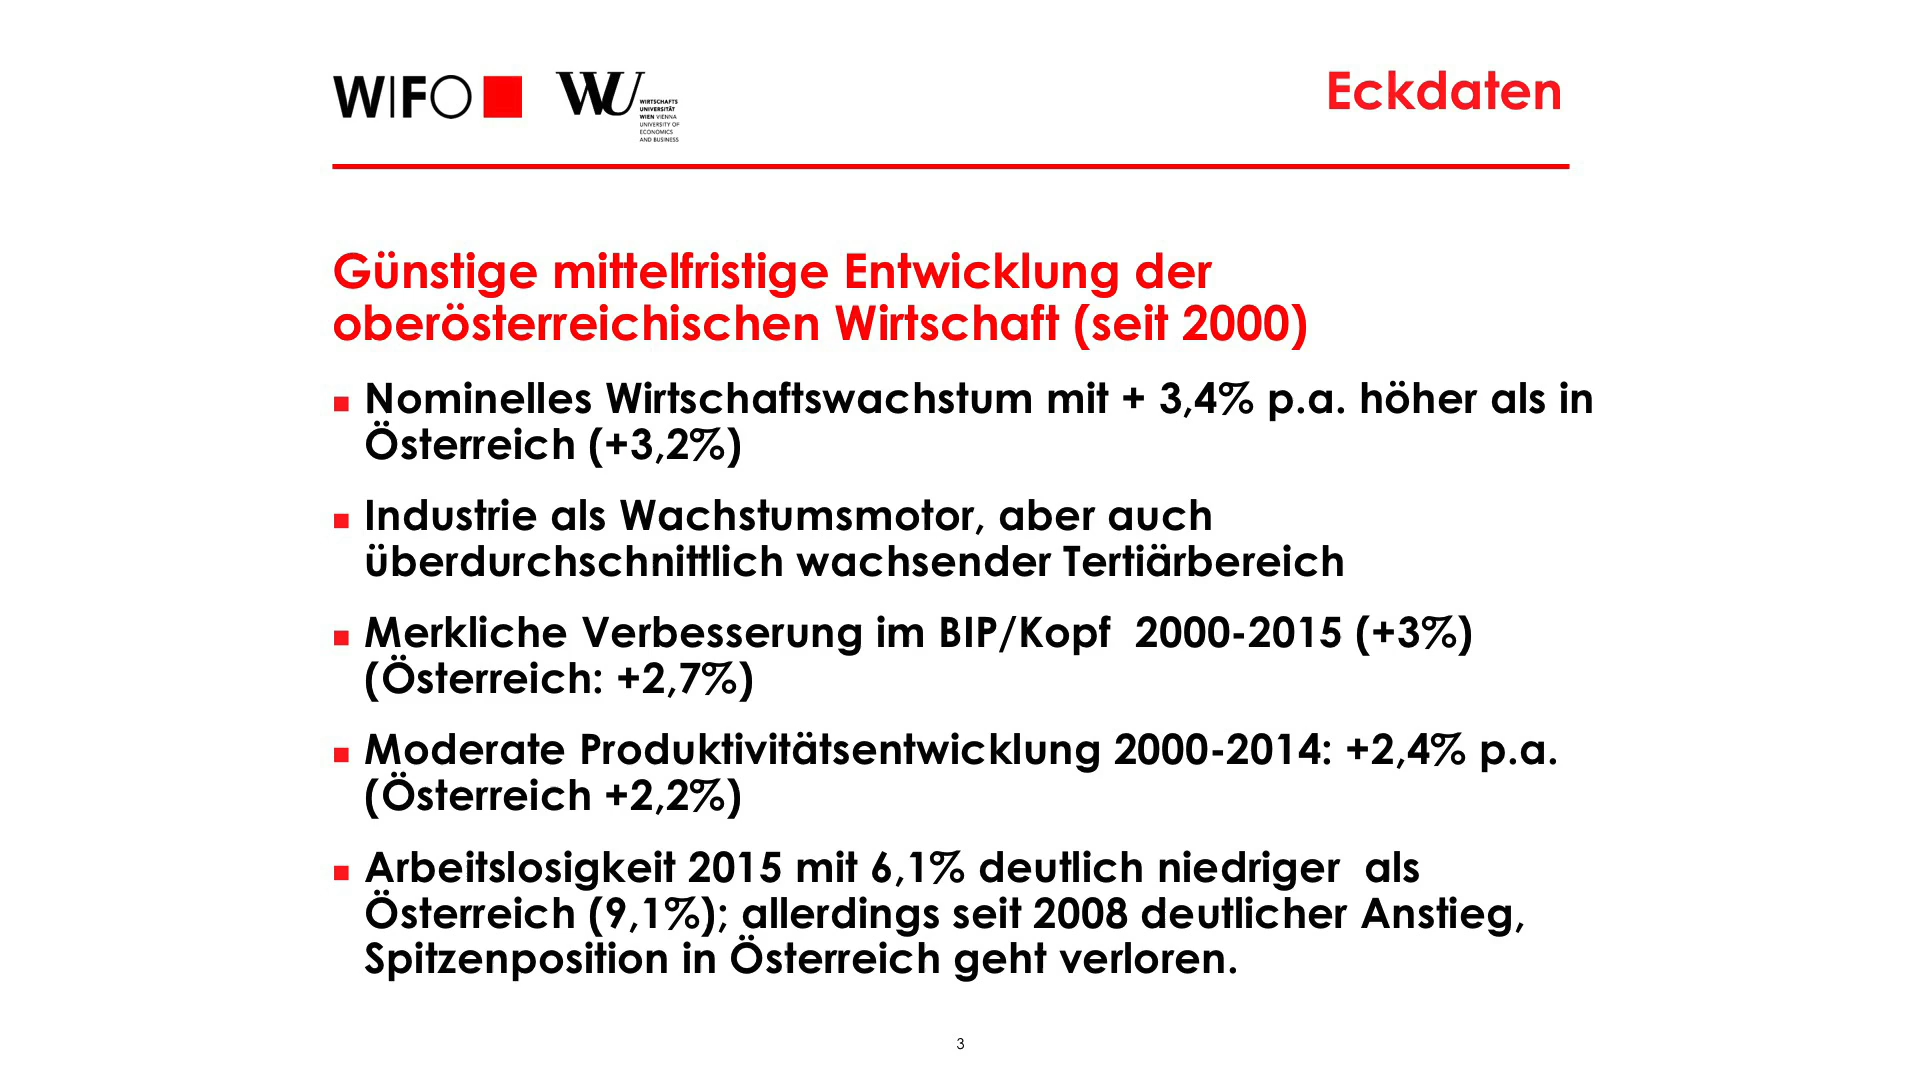 WIFO
WU
WIRTSCHAFTS
UNIVERSITÄT
WIEN VIENNA
UNIVERSITY OF
ECONOMICS
AND BUSINESS
Eckdaten
Günstige mittelfristige Entwicklung der
oberösterreichischen Wirtschaft (seit 2000)
Nominelles Wirtschaftswachstum mit + 3,4% p.a. höher als in
Österreich (+3,2%)
Industrie als Wachstumsmotor, aber auch
überdurchschnittlich wachsender Tertiärbereich
Merkliche Verbesserung im BIP/Kopf  2000-2015 (+3%)
(Österreich: +2,7%)
Moderate Produktivitätsentwicklung 2000-2014: +2,4% p.a.
(Österreich +2,2%)
Arbeitslosigkeit 2015 mit 6,1% deutlich niedriger  als
Österreich (9,1%); allerdings seit 2008 deutlicher Anstieg,
Spitzenposition in Österreich geht verloren.
3